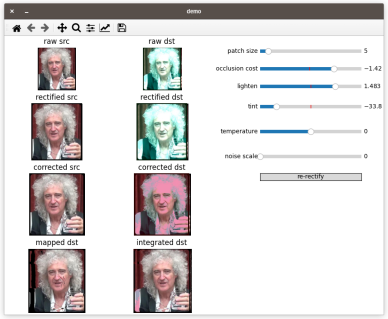 demo
raw src
raw dst
patch size
5
occlusion cost
−1.42
rectified src
rectified dst
lighten
1.483
tint
−33.8
temperature
0
noise scale
0
corrected src
corrected dst
re-rectify
mapped dst
integrated dst